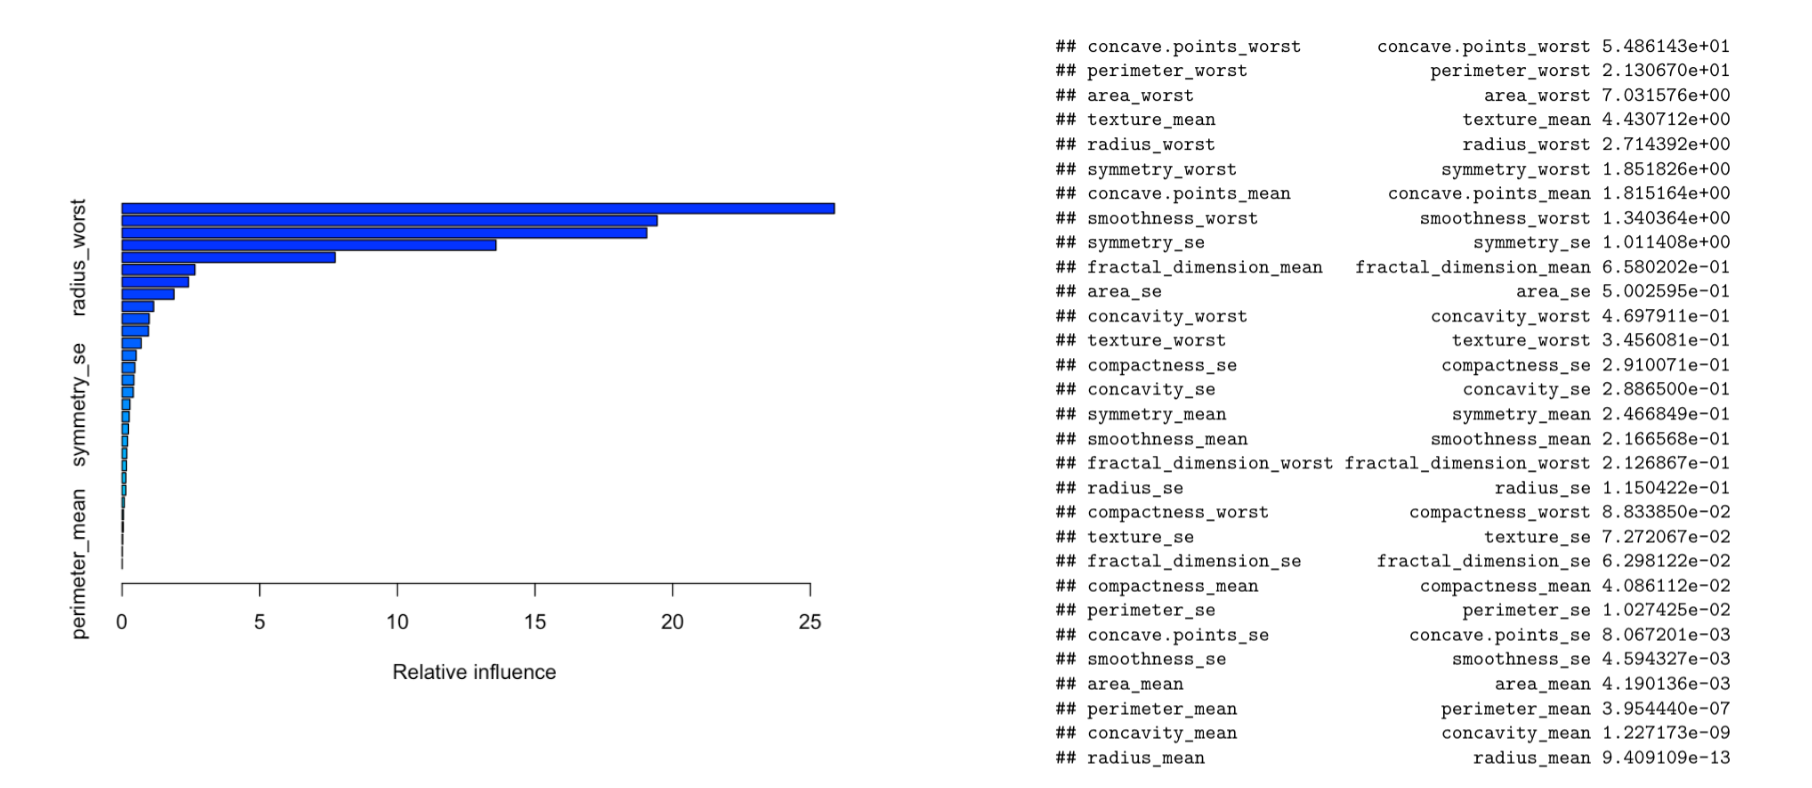 radius_worst
symmetry_se
perimeter_mean
0 5 10 15 20 25
Relative influence
## concave.points_worst concave.points_worst 5.486143e+01
## perimeter_worst perimeter_worst 2.130670e+01
## area_worst area_worst 7.031576e+00
## texture_mean texture_mean 4.430712e+00
## radius_worst radius_worst 2.714392e+00
## symmetry_worst symmetry_worst 1.851826e+00
## concave.points_mean concave.points_mean 1.815164e+00
## smoothness_worst smoothness_worst 1.340364e+00
## symmetry_se symmetry_se 1.011408e+00
## fractal_dimension_mean fractal_dimension_mean 6.580202e-01
## area_se area_se 5.002595e-01
## concavity_worst concavity_worst 4.697911e-01
## texture_worst texture_worst 3.456081e-01
## compactness_se compactness_se 2.910071e-01
## concavity_se concavity_se 2.886500e-01
## symmetry_mean symmetry_mean 2.466849e-01
## smoothness_mean smoothness_mean 2.166568e-01
## fractal_dimension_worst fractal_dimension_worst 2.126867e-01
## radius_se radius_se 1.150422e-01
## compactness_worst compactness_worst 8.833850e-02
## texture_se texture_se 7.272067e-02
## fractal_dimension_se fractal_dimension_se 6.298122e-02
## compactness_mean compactness_mean 4.086112e-02
## perimeter_se perimeter_se 1.027425e-02
## concave.points_se concave.points_se 8.067201e-03
## smoothness_se smoothness_se 4.594327e-03
## area_mean area_mean 4.190136e-03
## perimeter_mean perimeter_mean 3.954440e-07
## concavity_mean concavity_mean 1.227173e-09
## radius_mean radius_mean 9.409109e-13